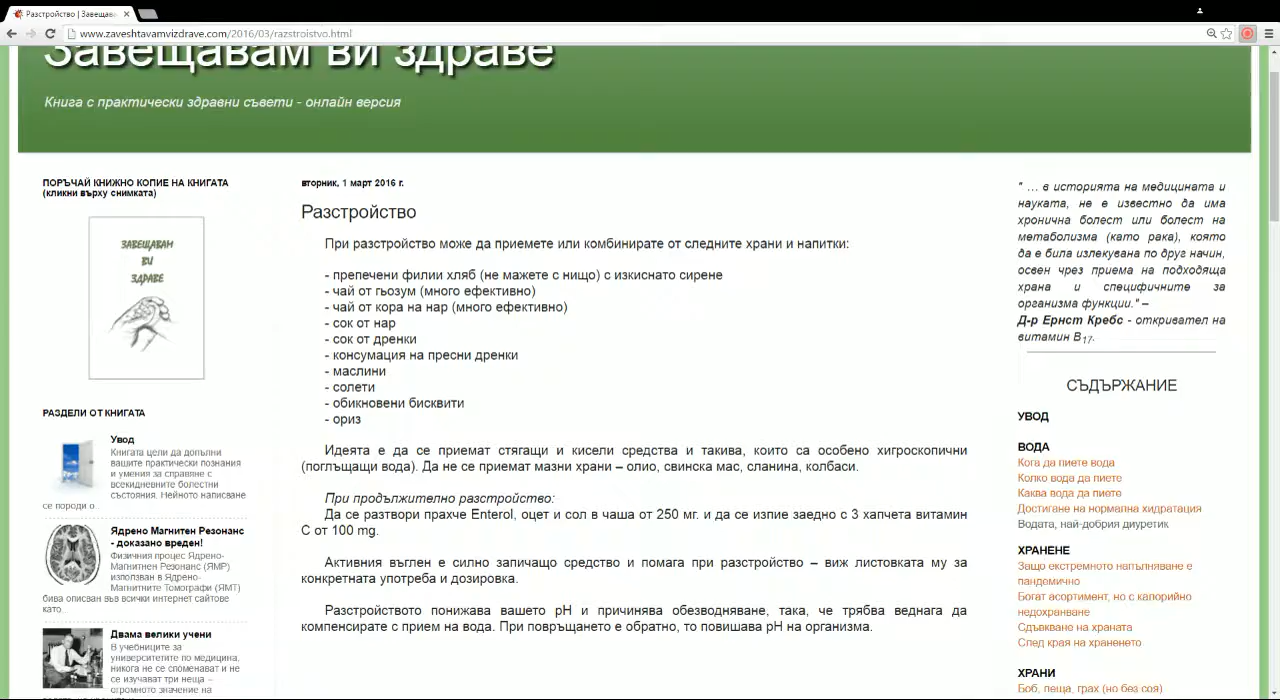 Разстройство | Завещава
www.zaveshtavamvizdrave.com/2016/03/razstroistvo.html
Завещавам ви здраве
Книга с практически здравни съвети - онлайн версия
ПОРЪЧАЙ КНИЖНО КОПИЕ НА КНИГАТА
(кликни върху снимката)
ЗАВЕЩАВАМ
ВИ
ЗДРАВЕ
РАЗДЕЛИ ОТ КНИГАТА
Увод
Книгата цели да допълни
вашите практически познания
и умения за справяне с
всекидневните болестни
състояния. Нейното написване
се породи о...
Ядрено Магнитен Резонанс
- доказано вреден!
Физичния процес Ядрено-
Магнитен Резонанс (ЯМР)
използван в Ядрено-
Магнитните Томографи (ЯМТ)
бива описван във всички интернет сайтове
като...
Двама велики учени
В учебниците за
университетите по медицина,
никога не се споменават и не
се изучават три неща –
огромното значение на
вторник, 1 март 2016 г.
Разстройство
При разстройство може да приемете или комбинирате от следните храни и напитки:
- препечени филии хляб (не мажете с нищо) с изкиснато сирене
- чай от гьозум (много ефективно)
- чай от кора на нар (много ефективно)
- сок от нар
- сок от дренки
- консумация на пресни дренки
- маслини
- солети
- обикновени бисквити
- ориз
Идеята е да се приемат стягащи и кисели средства и такива, които са особено хигроскопични
(поглъщащи вода). Да не се приемат мазни храни – олио, свинска мас, сланина, колбаси.
При продължително разстройство:
Да се разтвори прахче Enterol, оцет и сол в чаша от 250 мг. и да се изпие заедно с 3 хапчета витамин
С от 100 mg.
Активния въглен е силно запичащо средство и помага при разстройство – виж листовката му за
конкретната употреба и дозировка.
Разстройството понижава вашето pH и причинява обезводняване, така, че трябва веднага да
компенсирате с прием на вода. При повръщането е обратно, то повишава pH на организма.
" … в историята на медицината и
науката, не е известно да има
хронична болест или болест на
метаболизма (като рака), която
да е била излекувана по друг начин,
освен чрез приема на подходяща
храна и специфичните за
организма функции." –
Д-р Ернст Кребс - откривател на
витамин B17.
СЪДЪРЖАНИЕ
УВОД
ВОДА
Кога да пиете вода
Колко вода да пиете
Каква вода да пиете
Достигане на нормална хидратация
Водата, най-добрия диуретик
ХРАНЕНЕ
Защо екстремното напълняване е
пандемично
Богат асортимент, но с калорийно
недохранване
Сдъвкване на храната
След края на храненето
ХРАНИ
Боб, леща, грах (но без соя)